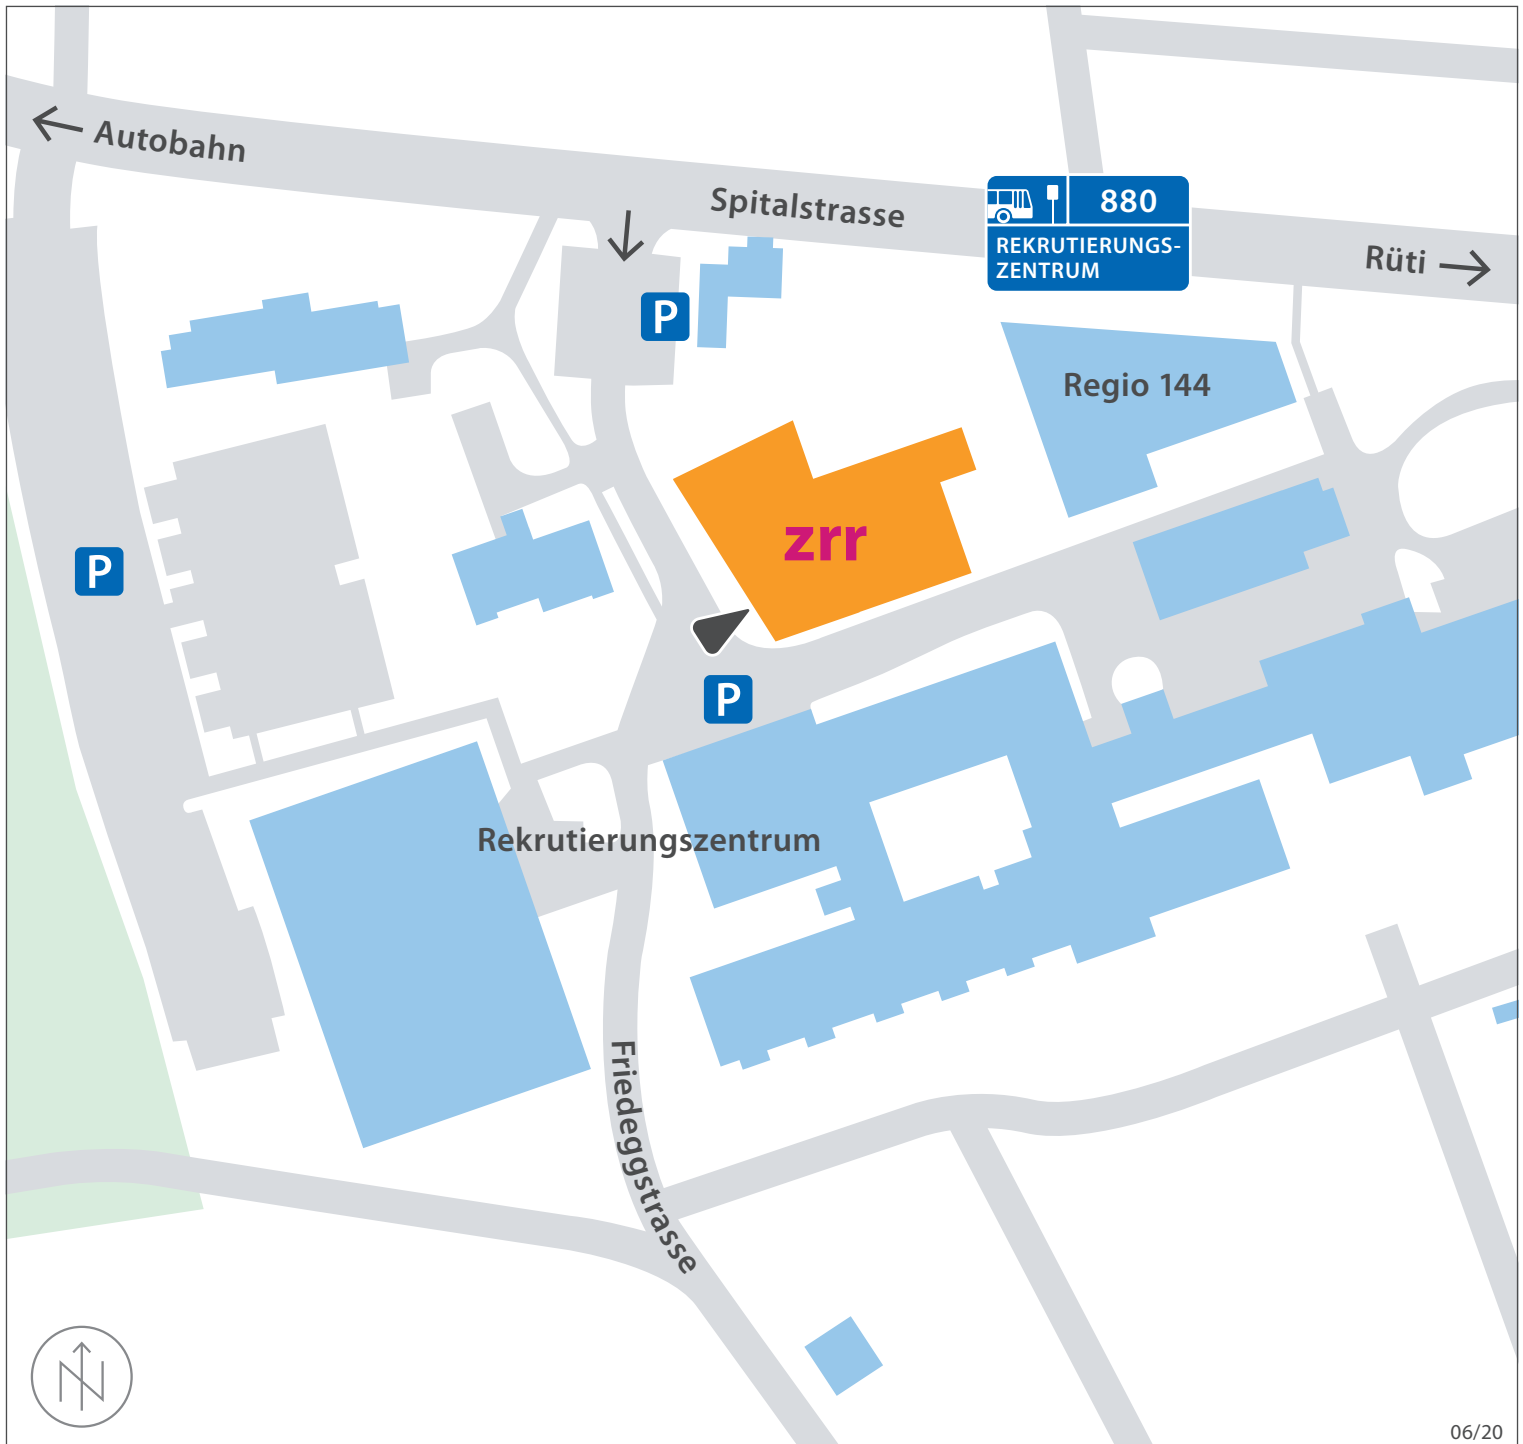 Autobahn
Spitalstrasse
880
REKRUTIERUNGS-
ZENTRUM
Rüti
P
Regio 144
zrr
P
P
Rekrutierungszentrum
Friedeggstrasse
N
06/20